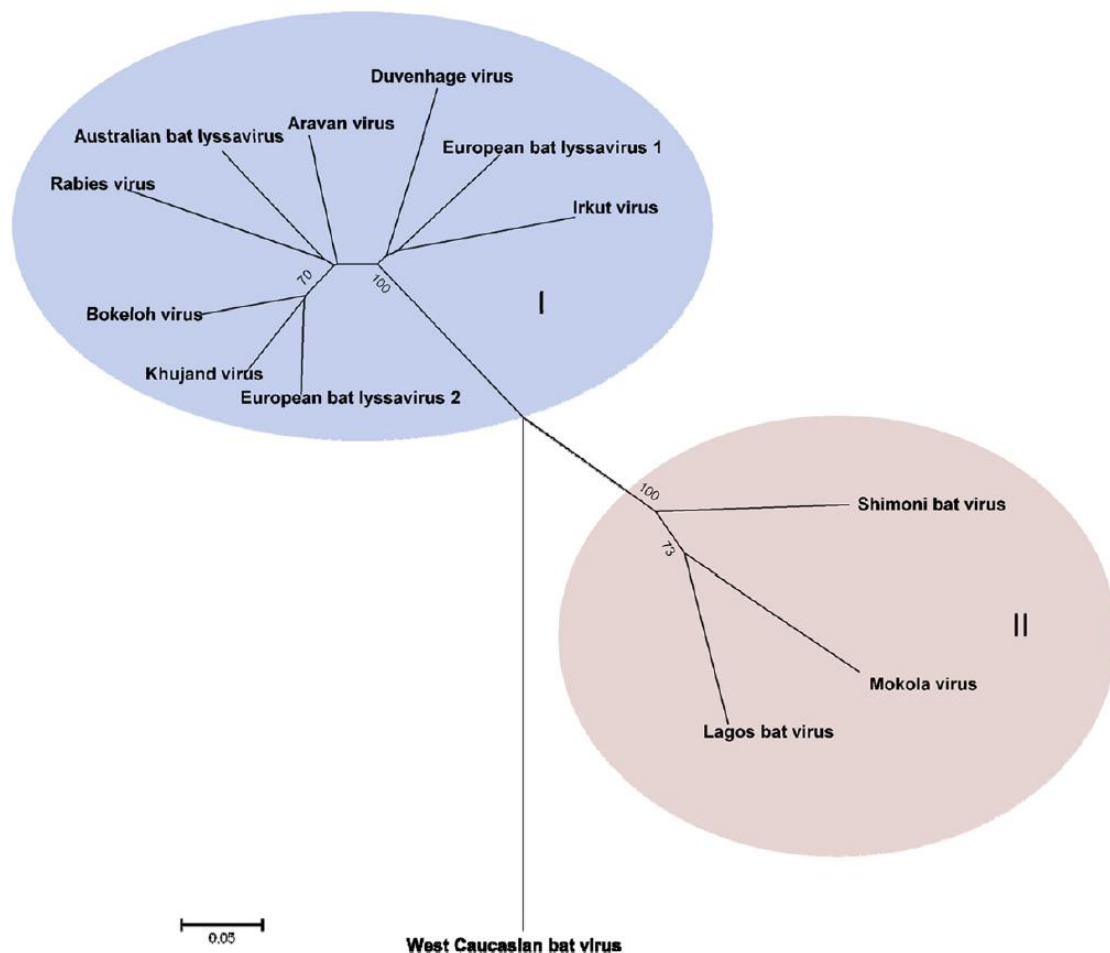 Duvenhage virus
Aravan virus
Australian bat lyssavirus
European bat lyssavirus 1
Rabies virus
Irkut virus
70
100
I
Bokeloh virus
Khujand virus
European bat lyssavirus 2
100
Shimoni bat virus
73
II
Mokola virus
Lagos bat virus
0.05
West Caucasian bat virus